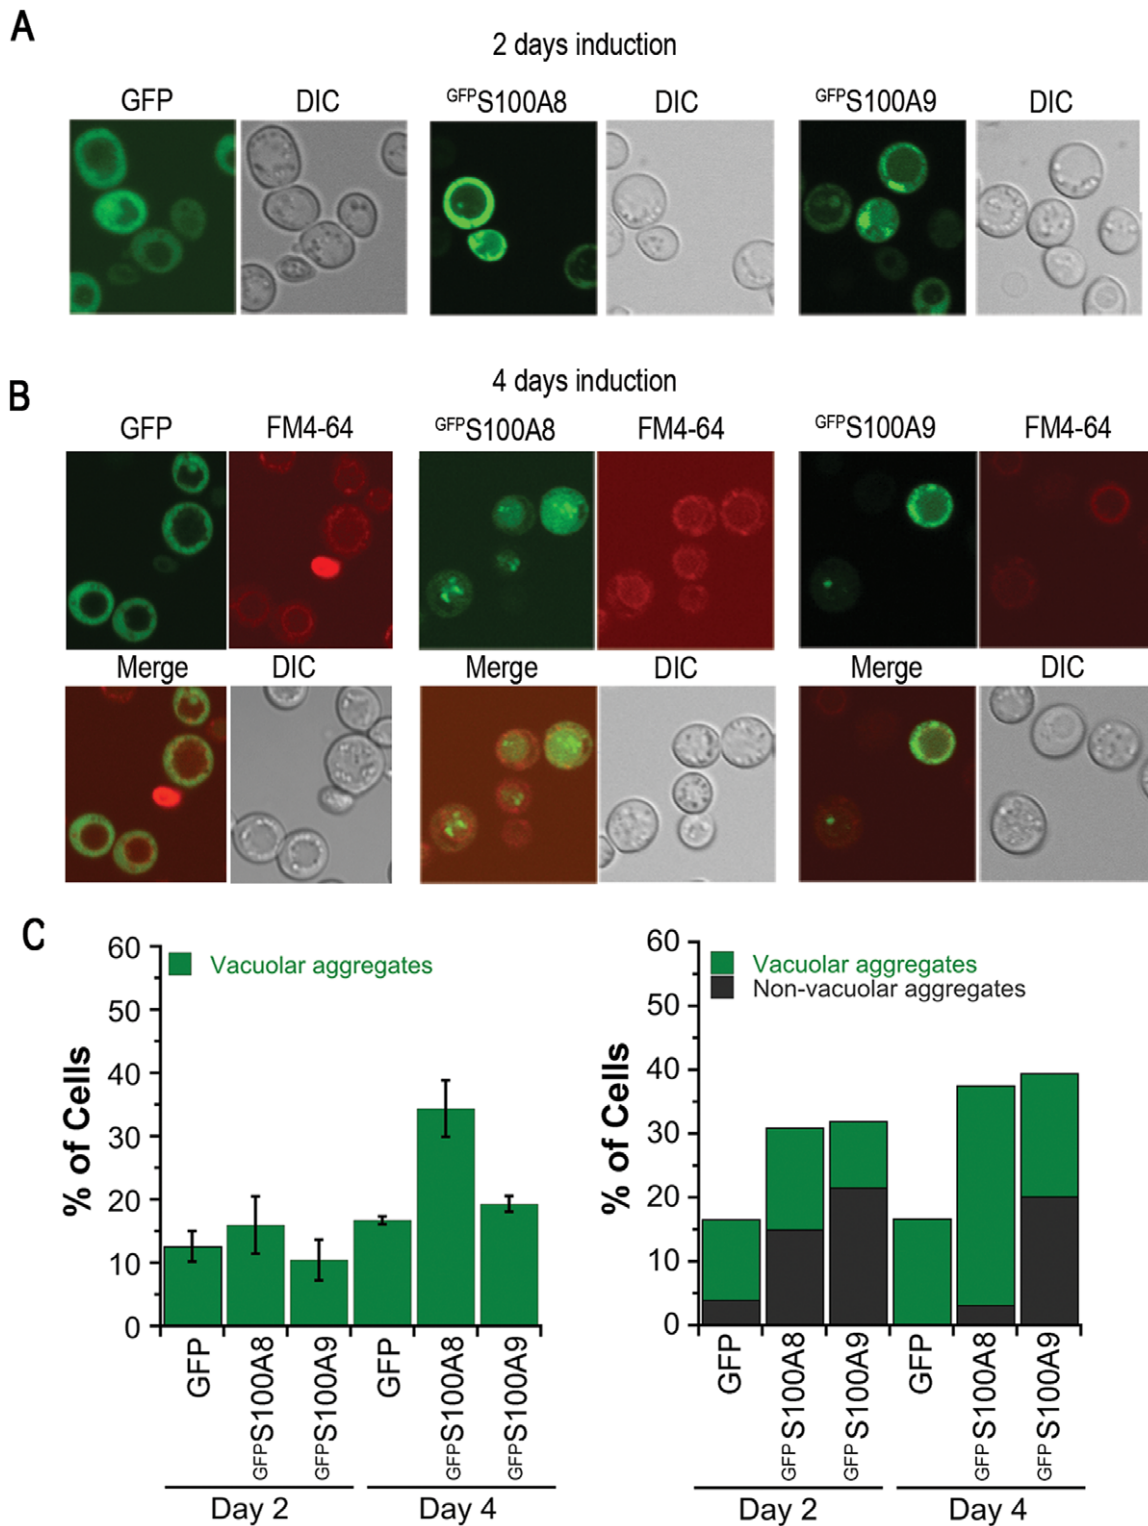 A
2 days induction
GFP DIC GFPS100A8 DIC GFPS100A9 DIC
B
4 days induction
GFP FM4-64 GFPS100A8 FM4-64 GFPS100A9 FM4-64
Merge DIC Merge DIC Merge DIC
C
% of Cells
60
50
40
30
20
10
0
Vacuolar aggregates
GFP
GFPS100A8
GFPS100A9
GFP
GFPS100A8
GFPS100A9
Day 2 Day 4
% of Cells
60
50
40
30
20
10
0
Vacuolar aggregates
Non-vacuolar aggregates
GFP
GFPS100A8
GFPS100A9
GFP
GFPS100A8
GFPS100A9
Day 2 Day 4